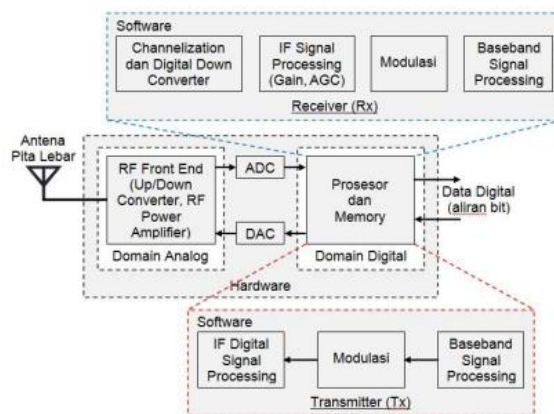 Software
Channelization
dan Digital Down
Converter
IF Signal
Processing
(Gain, AGC)
Modulasi
Baseband
Signal
Processing
Receiver (Rx)
Antena
Pita Lebar
RF Front End
(Up/Down
Converter, RF
Power
Amplifier)
Domain Analog
ADC
DAC
Prosesor
dan
Memory
Domain Digital
Data Digital
(aliran bit)
Hardware
Software
IF Digital
Signal
Processing
Modulasi
Baseband
Signal
Processing
Transmitter (Tx)